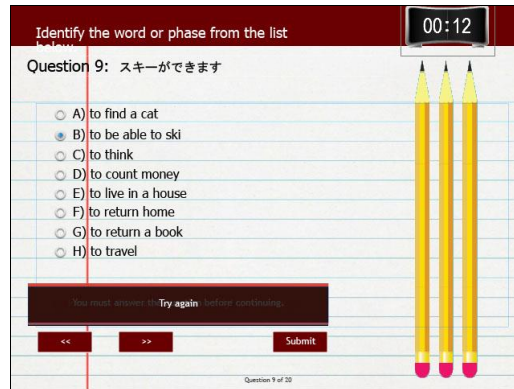 Identify the word or phase from the list
below
00:12
Question 9: スキーができます
A) to find a cat
B) to be able to ski
C) to think
D) to count money
E) to live in a house
F) to return home
G) to return a book
H) to travel
You must answer the Try again before continuing.
<< >> Submit
Question 9 of 20